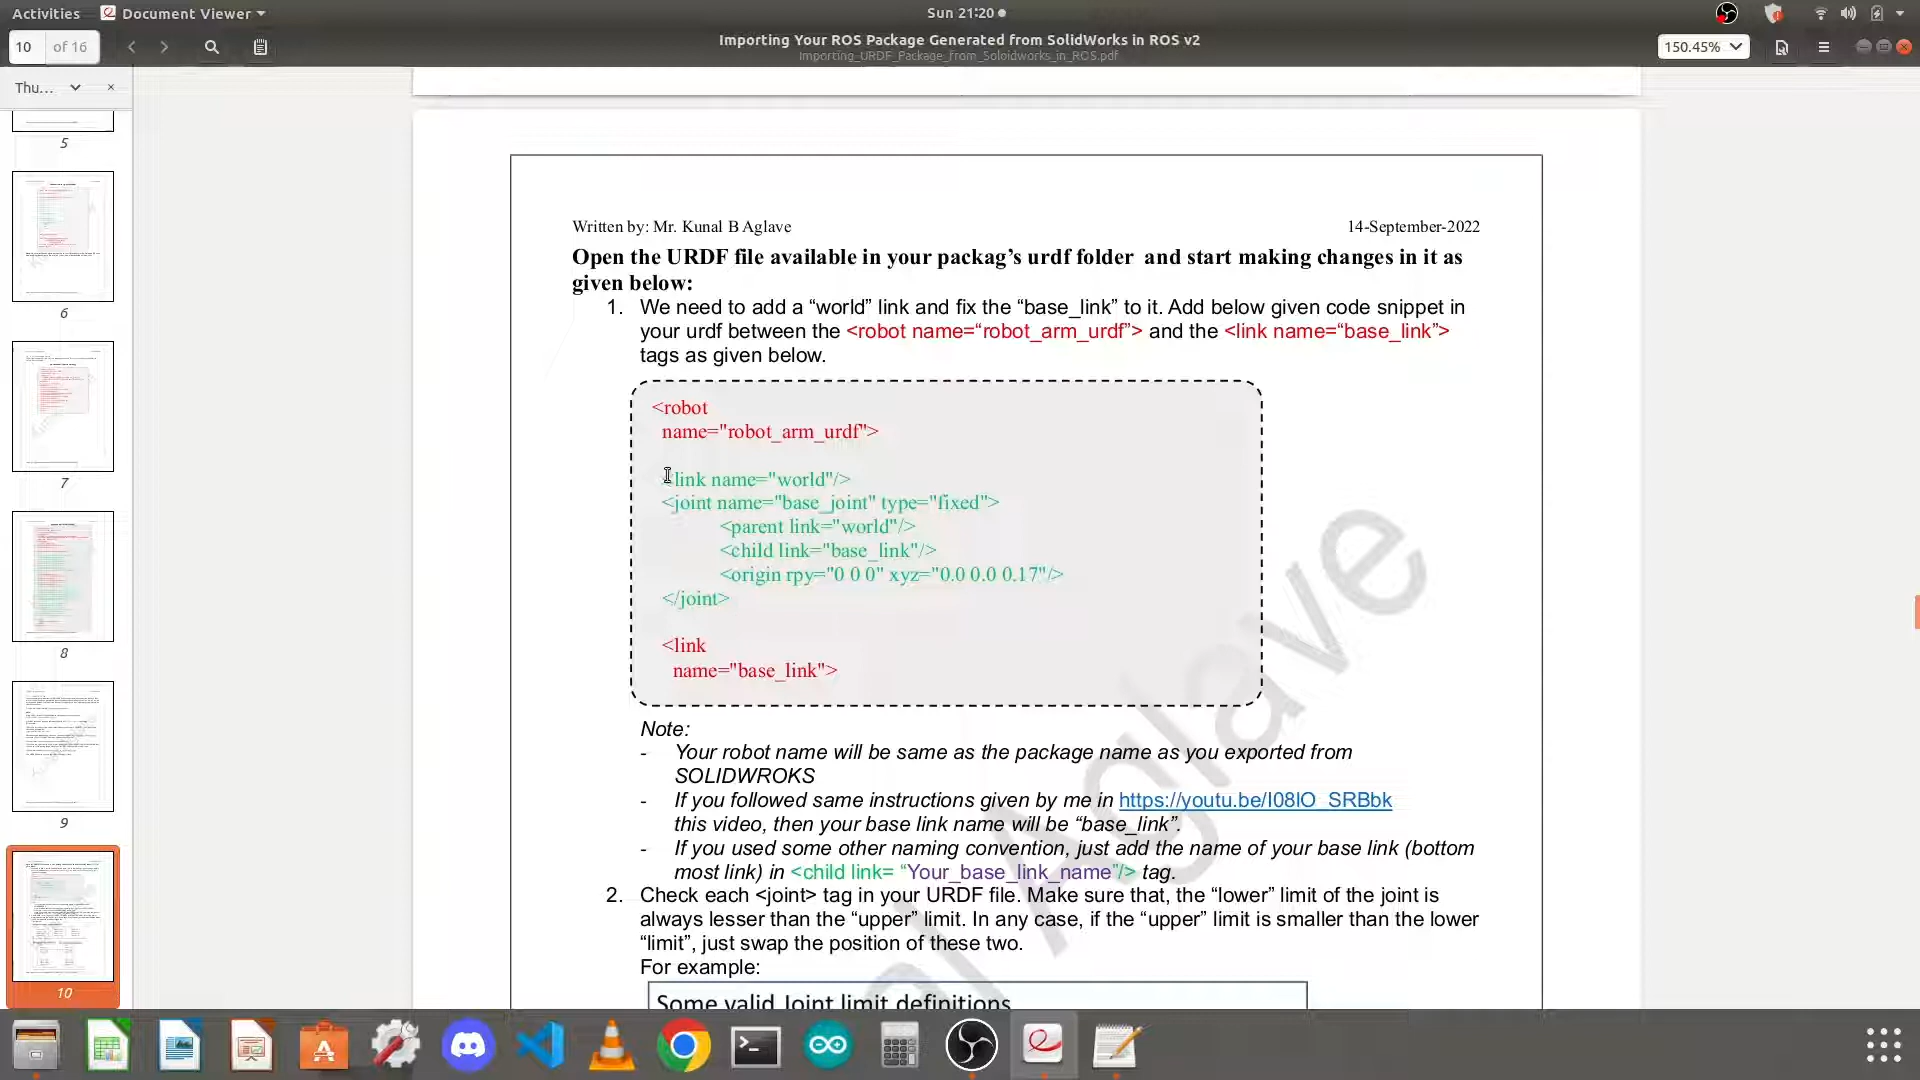 Activities
Document Viewer
Sun 21:20
10
of 16
Importing Your ROS Package Generated from SolidWorks in ROS v2
Importing_URDF_Package_from_Soloidworks_in_ROS.pdf
150.45%
Thu...
5
6
7
8
9
10
Written by: Mr. Kunal B Aglave
14-September-2022
Open the URDF file available in your packag’s urdf folder and start making changes in it as
given below:
1. We need to add a “world” link and fix the “base_link” to it. Add below given code snippet in
your urdf between the <robot name=“robot_arm_urdf”> and the <link name=“base_link”>
tags as given below.
<robot
name="robot_arm_urdf">
<link name="world"/>
<joint name="base_joint" type="fixed">
<parent link="world"/>
<child link="base_link"/>
<origin rpy="0 0 0" xyz="0.0 0.0 0.17"/>
</joint>
<link
name="base_link">
Note:
- Your robot name will be same as the package name as you exported from
SOLIDWROKS
- If you followed same instructions given by me in https://youtu.be/I08lO_SRBbk
this video, then your base link name will be “base_link”.
- If you used some other naming convention, just add the name of your base link (bottom
most link) in <child link= “Your_base_link_name”/> tag.
2. Check each <joint> tag in your URDF file. Make sure that, the “lower” limit of the joint is
always lesser than the “upper” limit. In any case, if the “upper” limit is smaller than the lower
“limit”, just swap the position of these two.
For example:
Some valid Joint limit definitions
Aglave